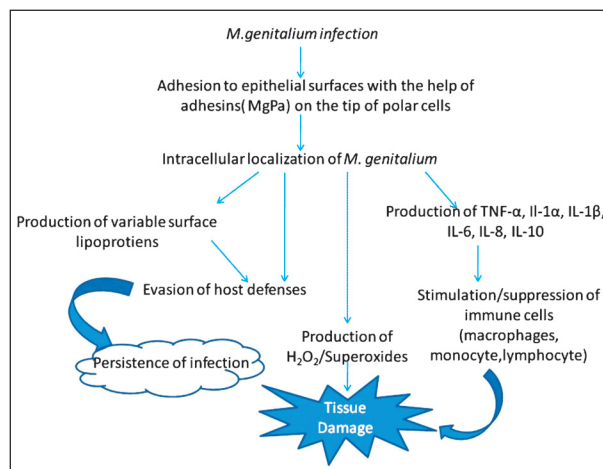 M.genitalium infection
Adhesion to epithelial surfaces with the help of
adhesins(MgPa) on the tip of polar cells
Intracellular localization of M. genitalium
Production of variable surface
lipoprotiens
Production of TNF-α, Il-1α, IL-1β,
IL-6, IL-8, IL-10
Evasion of host defenses
Stimulation/suppression of
immune cells
(macrophages,
monocyte,lymphocyte)
Persistence of infection
Production of
H₂O₂/Superoxides
Tissue
Damage